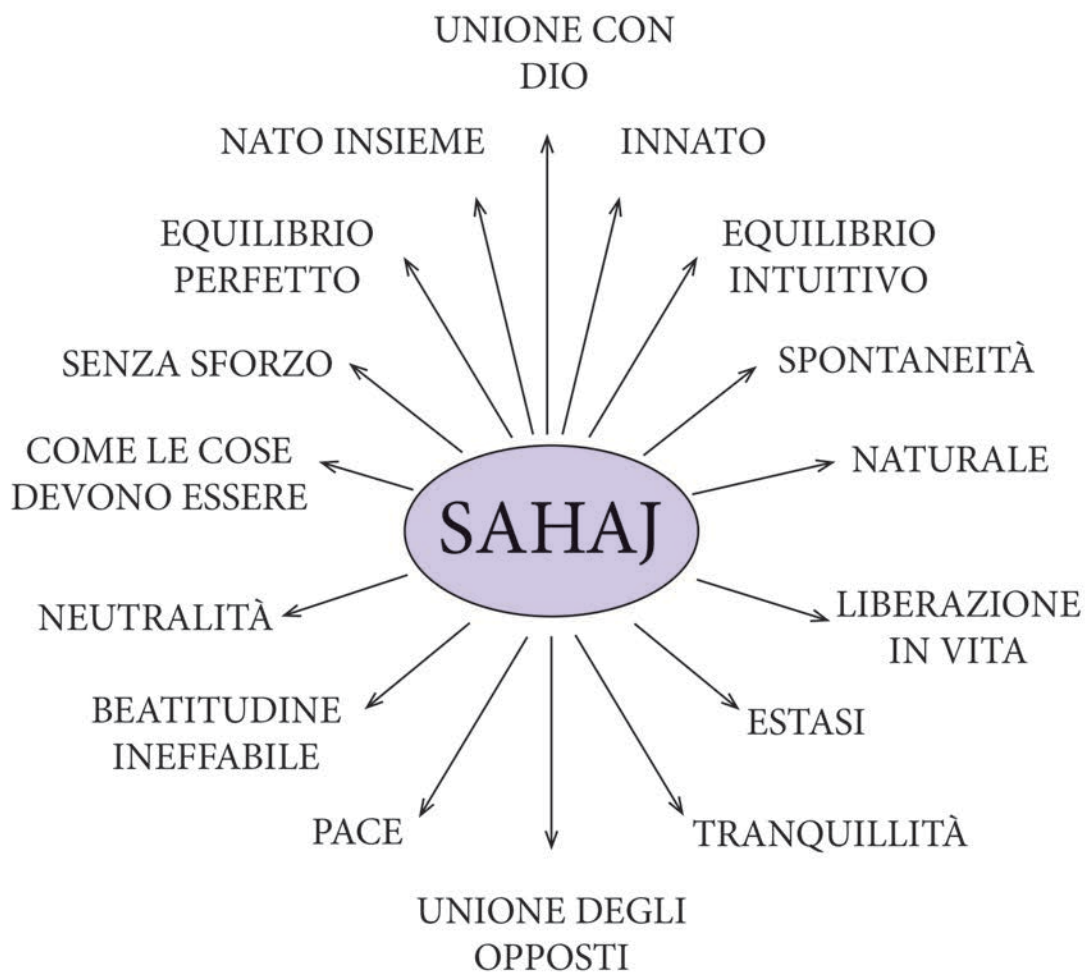 UNIONE CON
DIO
NATO INSIEME
INNATO
EQUILIBRIO
PERFETTO
EQUILIBRIO
INTUITIVO
SENZA SFORZO
SPONTANEITÀ
COME LE COSE
DEVONO ESSERE
NATURALE
SAHAJ
NEUTRALITÀ
LIBERAZIONE
IN VITA
BEATITUDINE
INEFFABILE
ESTASI
PACE
TRANQUILLITÀ
UNIONE DEGLI
OPPOSTI